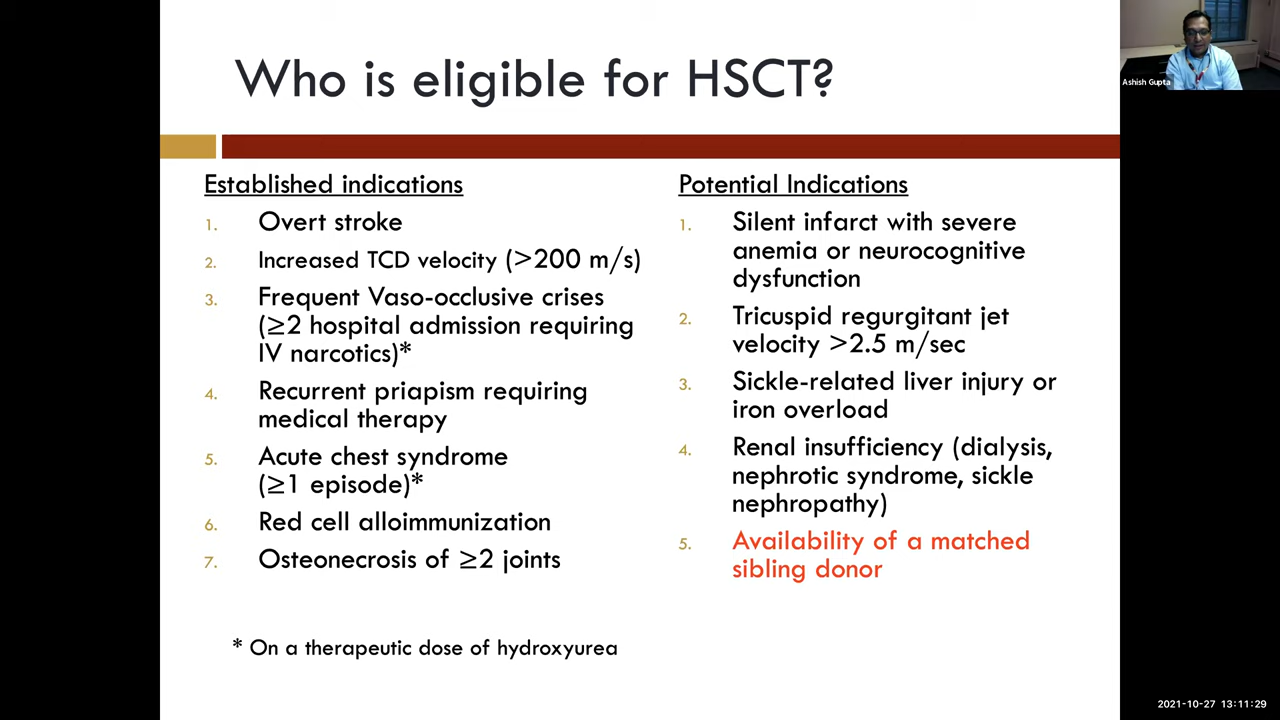 Who is eligible for HSCT?
Ashish Gupta
Established indications
1. Overt stroke
2. Increased TCD velocity (>200 m/s)
3. Frequent Vaso-occlusive crises
(≥2 hospital admission requiring
IV narcotics)*
4. Recurrent priapism requiring
medical therapy
5. Acute chest syndrome
(≥1 episode)*
6. Red cell alloimmunization
7. Osteonecrosis of ≥2 joints
* On a therapeutic dose of hydroxyurea
Potential Indications
1. Silent infarct with severe
anemia or neurocognitive
dysfunction
2. Tricuspid regurgitant jet
velocity >2.5 m/sec
3. Sickle-related liver injury or
iron overload
4. Renal insufficiency (dialysis,
nephrotic syndrome, sickle
nephropathy)
5. Availability of a matched
sibling donor
2021-10-27 13:11:29